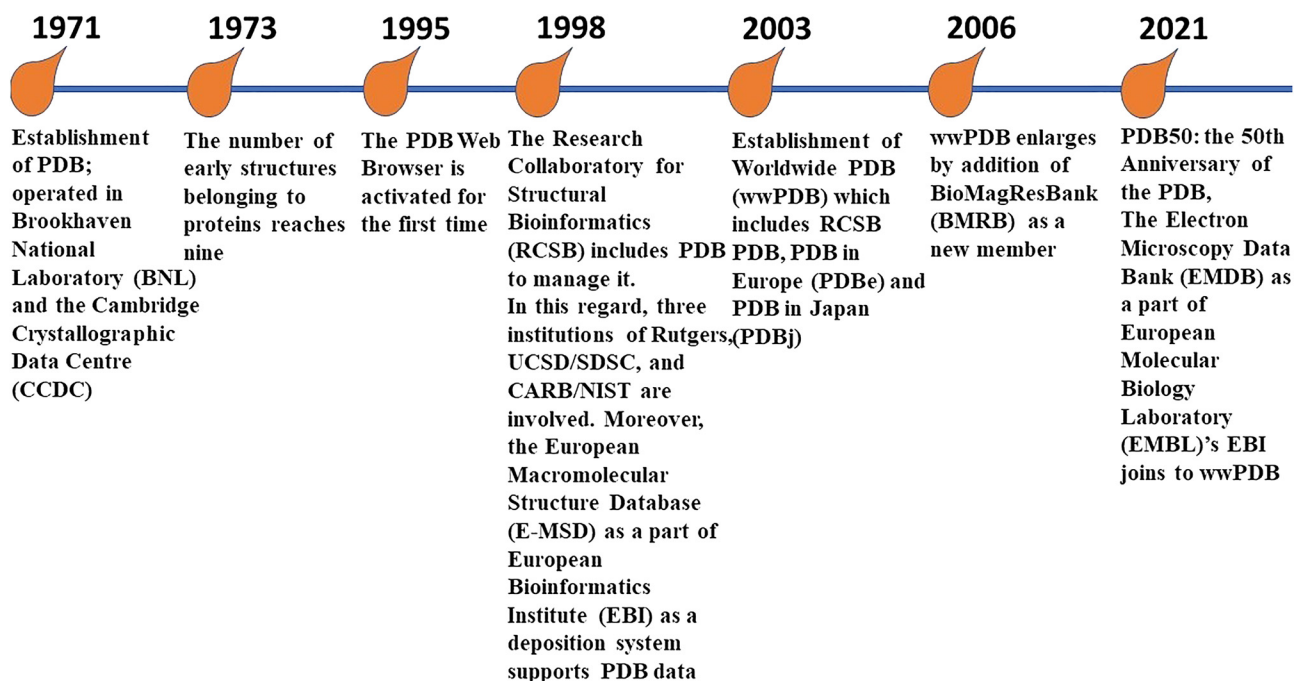 1971
Establishment
of PDB;
operated in
Brookhaven
National
Laboratory (BNL)
and the Cambridge
Crystallographic
Data Centre
(CCDC)
1973
The number of
early structures
belonging to
proteins reaches
nine
1995
The PDB Web
Browser is
activated for
the first time
1998
The Research
Collaboratory for
Structural
Bioinformatics
(RCSB) includes PDB
to manage it.
In this regard, three
institutions of Rutgers,
UCSD/SDSC, and
CARB/NIST are
involved. Moreover,
the European
Macromolecular
Structure Database
(E-MSD) as a part of
European
Bioinformatics
Institute (EBI) as a
deposition system
supports PDB data
2003
Establishment of
Worldwide PDB
(wwPDB) which
includes RCSB
PDB, PDB in
Europe (PDBe) and
PDB in Japan
(PDBj)
2006
wwPDB enlarges
by addition of
BioMagResBank
(BMRB) as a
new member
2021
PDB50: the 50th
Anniversary of
the PDB,
The Electron
Microscopy Data
Bank (EMDB) as
a part of
European
Molecular
Biology
Laboratory
(EMBL)’s EBI
joins to wwPDB